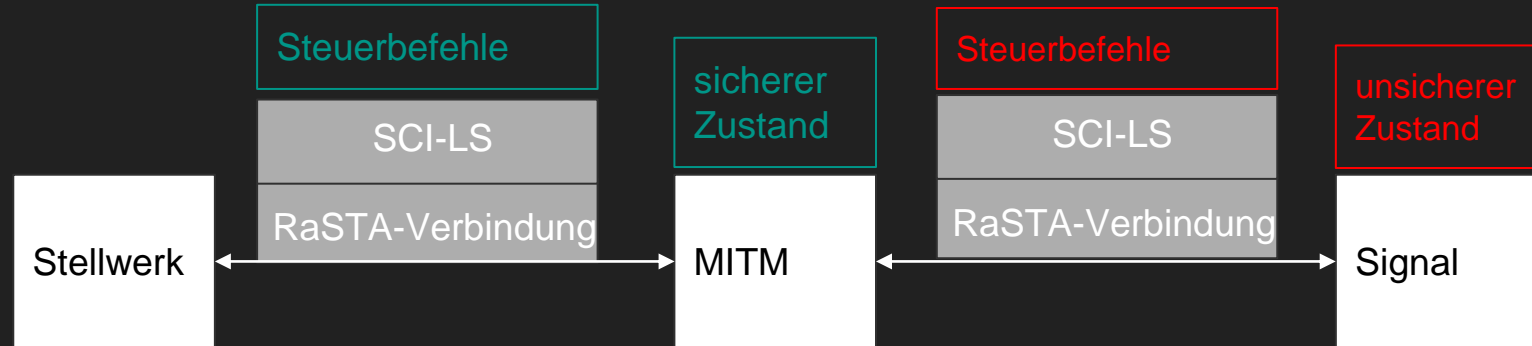 Steuerbefehle
SCI-LS
RaSTA-Verbindung
Stellwerk
sicherer
Zustand
MITM
Steuerbefehle
SCI-LS
RaSTA-Verbindung
unsicherer
Zustand
Signal